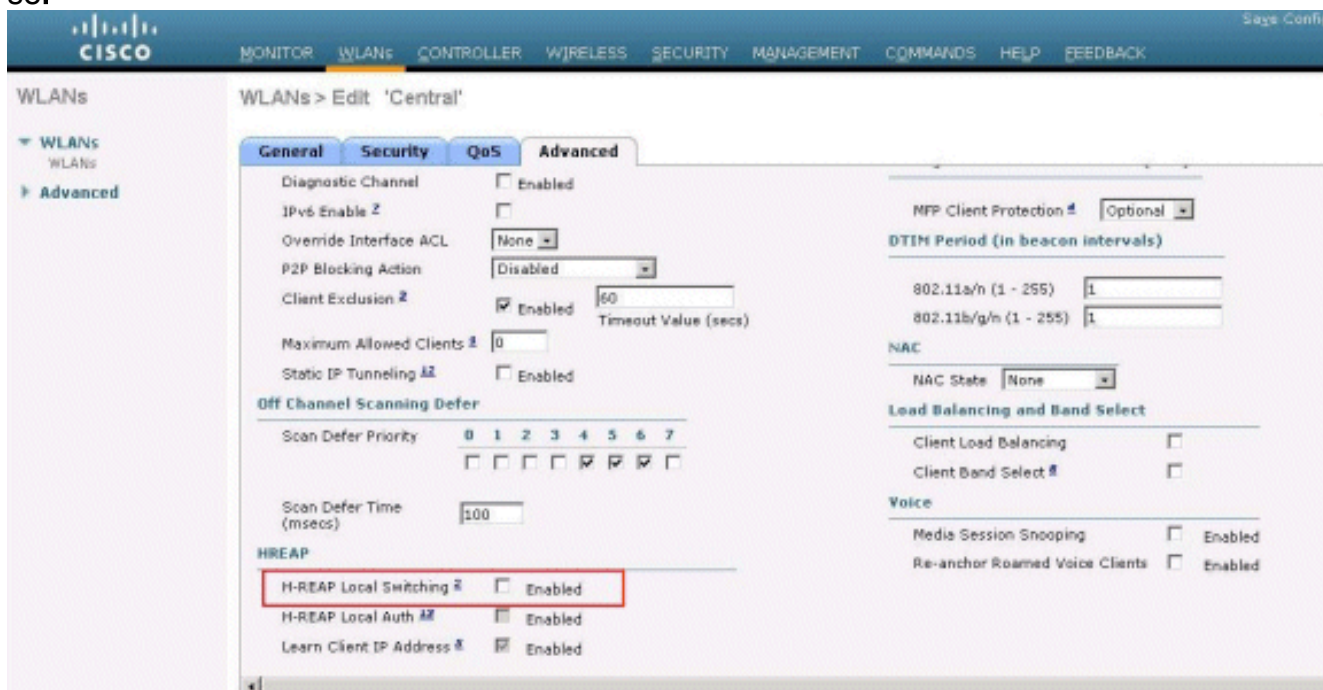 Save Confi
CISCO
MONITOR WLANs CONTROLLER WIRELESS SECURITY MANAGEMENT COMMANDS HELP FEEDBACK
WLANs
WLANs > Edit 'Central'
WLANs
WLANs
Advanced
General Security QoS Advanced
Diagnostic Channel Enabled
IPv6 Enable
Override Interface ACL None
P2P Blocking Action Disabled
Client Exclusion Enabled 60
Timeout Value (secs)
Maximum Allowed Clients 0
Static IP Tunneling Enabled
Off Channel Scanning Defer
Scan Defer Priority 0 1 2 3 4 5 6 7
Scan Defer Time (msecs) 100
HREAP
H-REAP Local Switching Enabled
H-REAP Local Auth Enabled
Learn Client IP Address Enabled
MFP Client Protection Optional
DTIM Period (in beacon intervals)
802.11a/n (1 - 255) 1
802.11b/g/n (1 - 255) 1
NAC
NAC State None
Load Balancing and Band Select
Client Load Balancing
Client Band Select
Voice
Media Session Snooping Enabled
Re-anchor Roamed Voice Clients Enabled